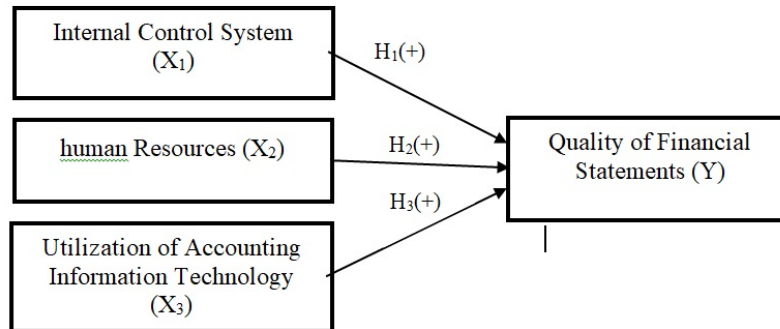 Internal Control System
(X₁)
H₁(+)
human Resources (X₂)
H₂(+)
Quality of Financial
Statements (Y)
H₃(+)
Utilization of Accounting
Information Technology
(X₃)